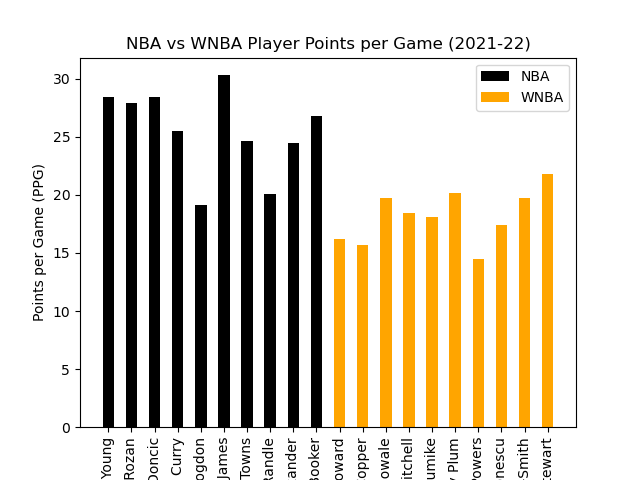 NBA vs WNBA Player Points per Game (2021-22)
NBA
WNBA
Points per Game (PPG)
30
25
20
15
10
5
0
Young
Rozan
Doncic
Curry
ogdon
James
Towns
Randle
ander
Booker
oward
opper
owale
itchell
umike
Plum
Powers
nescu
Smith
ewart